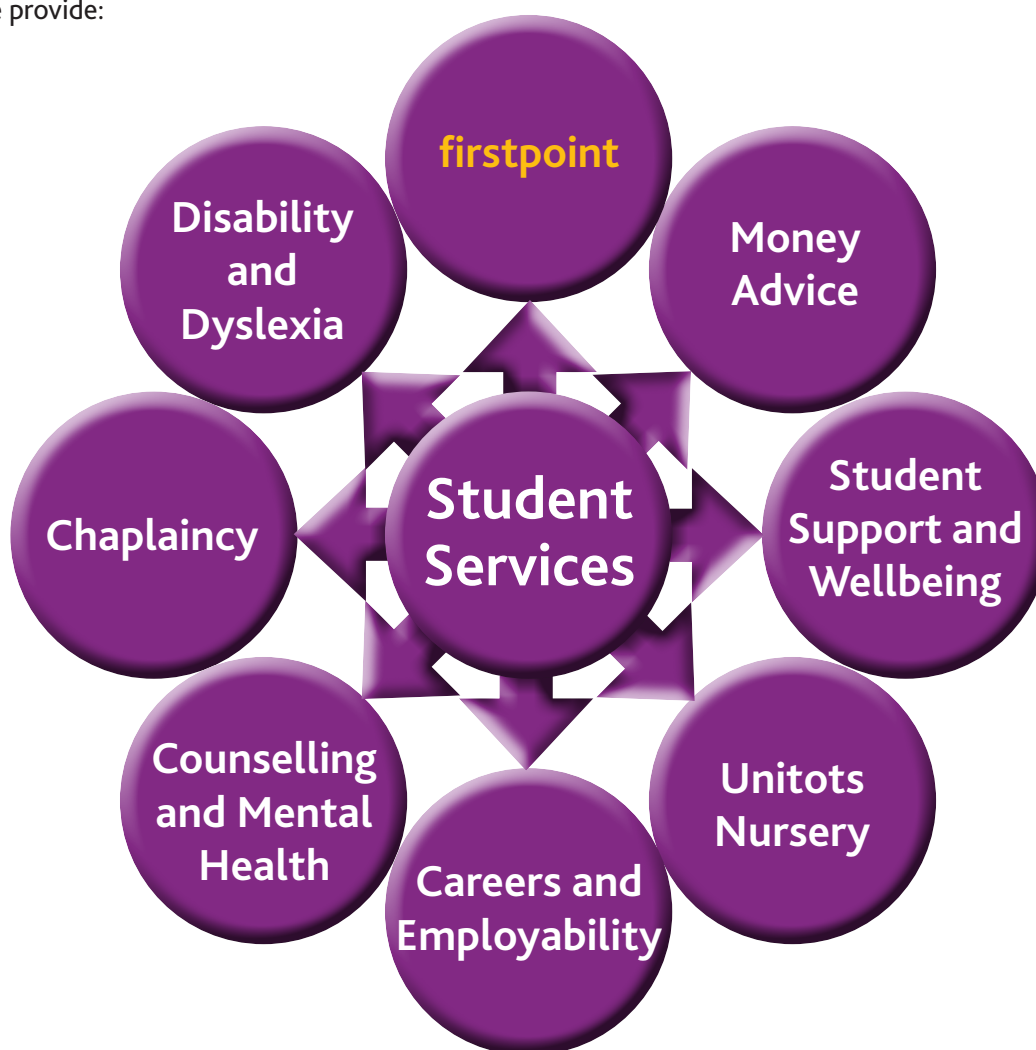 provide:
firstpoint
Money
Advice
Student
Support and
Wellbeing
Unitots
Nursery
Careers and
Employability
Counselling
and Mental
Health
Chaplaincy
Disability
and
Dyslexia
Student
Services